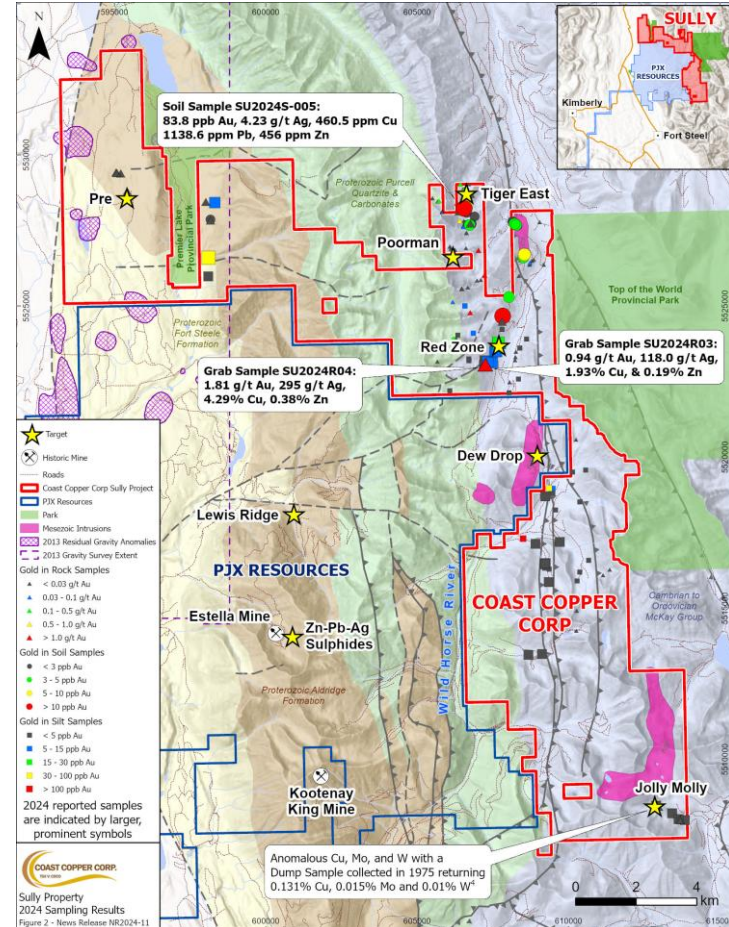 595000
600000
605000
SULLY
PJX
RESOURCES
Kimberly
Fort Steel
N
Soil Sample SU2024S-005:
83.8 ppb Au, 4.23 g/t Ag, 460.5 ppm Cu
1138.6 ppm Pb, 456 ppm Zn
5530000
Proterozoic Purcell
Quartzite &
Carbonates
Pre
Tiger East
Premier Lake
Provincial Park
Poorman
Top of the World
Provincial Park
5525000
Proterozoic
Fort Steele
Formation
Red Zone
Grab Sample SU2024R03:
0.94 g/t Au, 118.0 g/t Ag,
1.93% Cu, & 0.19% Zn
Grab Sample SU2024R04:
1.81 g/t Au, 295 g/t Ag,
4.29% Cu, 0.38% Zn
Dew Drop
5520000
Lewis Ridge
PJX RESOURCES
Wild Horse River
COAST COPPER
CORP
Cambrian to
Ordovician
McKay Group
5515000
Estella Mine
Zn-Pb-Ag
Sulphides
Proterozoic Aldridge
Formation
5510000
Kootenay
King Mine
Jolly Molly
Anomalous Cu, Mo, and W with a
Dump Sample collected in 1975 returning
0.131% Cu, 0.015% Mo and 0.01% W4
0 2 4
km
600000
605000
610000
615000
Target
Historic Mine
Roads
Coast Copper Corp Sully Project
PJX Resources
Park
Mesezoic Intrusions
2013 Residual Gravity Anomalies
2013 Gravity Survey Extent
Gold in Rock Samples
< 0.03 g/t Au
0.03 - 0.1 g/t Au
0.1 - 0.5 g/t Au
0.5 - 1.0 g/t Au
> 1.0 g/t Au
Gold in Soil Samples
< 3 ppb Au
3 - 5 ppb Au
5 - 10 ppb Au
> 10 ppb Au
Gold in Silt Samples
< 5 ppb Au
5 - 15 ppb Au
15 - 30 ppb Au
30 - 100 ppb Au
> 100 ppb Au
2024 reported samples
are indicated by larger,
prominent symbols
COAST COPPER CORP.
Sully Property
2024 Sampling Results
Figure 2 - News Release NR2024-11